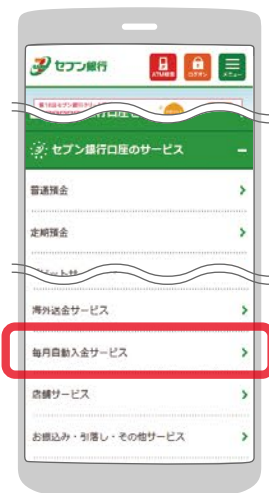 セブン銀行
ATM検索
ログオン
メニュー
セブン銀行口座のサービス
普通預金
定期預金
海外送金サービス
毎月自動入金サービス
店舗サービス
お振込み・引落し・その他サービス